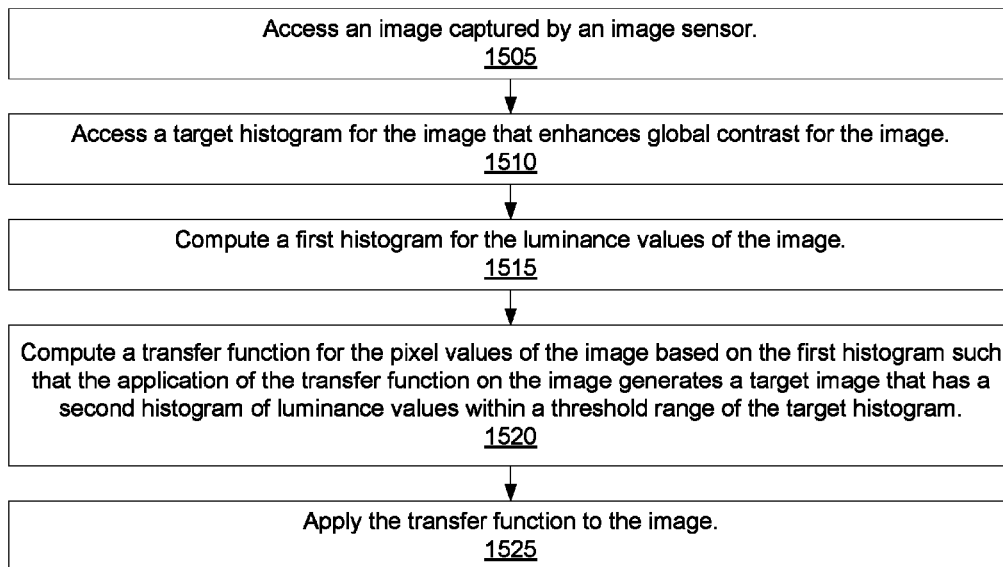 Access an image captured by an image sensor.
1505
Access a target histogram for the image that enhances global contrast for the image.
1510
Compute a first histogram for the luminance values of the image.
1515
Compute a transfer function for the pixel values of the image based on the first histogram such
that the application of the transfer function on the image generates a target image that has a
second histogram of luminance values within a threshold range of the target histogram.
1520
Apply the transfer function to the image.
1525